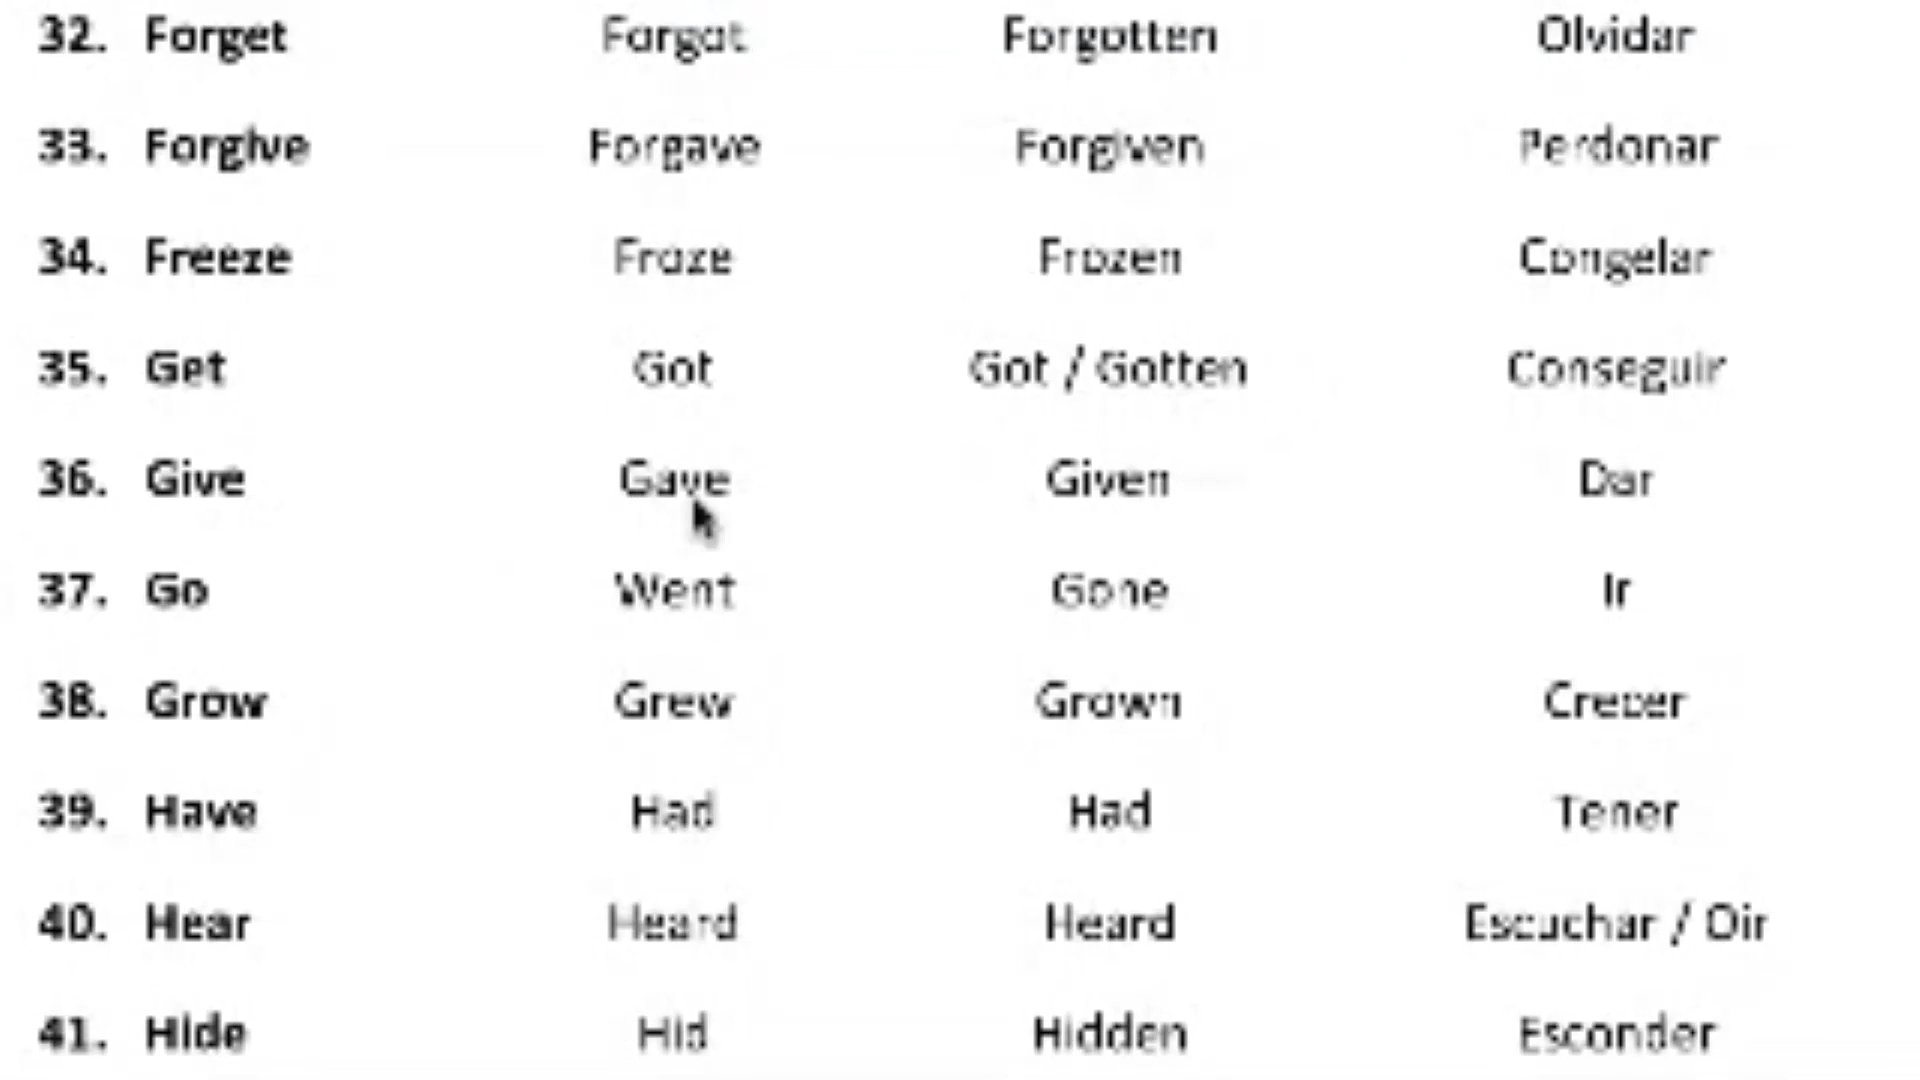 32. Forget Forgot Forgotten Olvidar
33. Forgive Forgave Forgiven Perdonar
34. Freeze Froze Frozen Congelar
35. Get Got Got / Gotten Conseguir
36. Give Gave Given Dar
37. Go Went Gone Ir
38. Grow Grew Grown Crecer
39. Have Had Had Tener
40. Hear Heard Heard Escuchar / Oir
41. Hide Hid Hidden Esconder